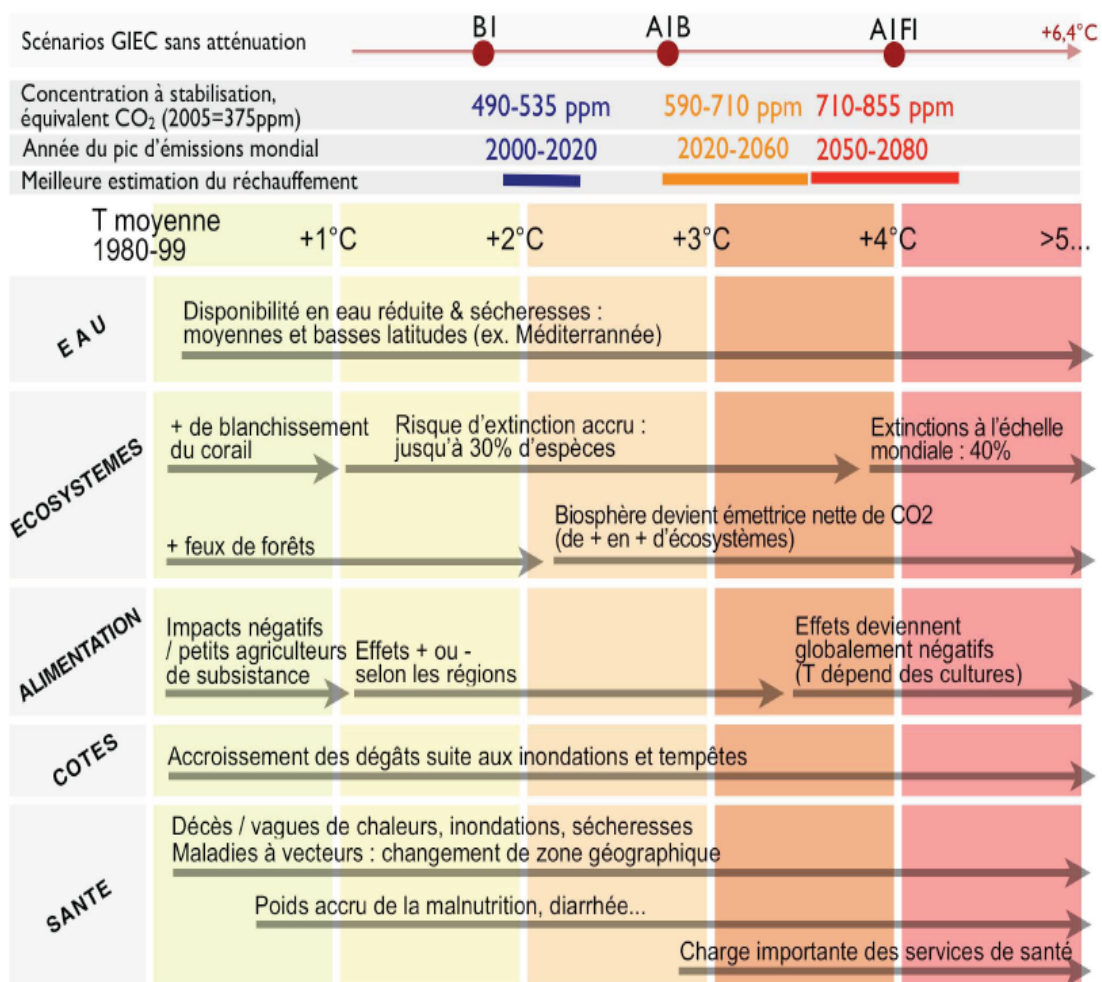 BI AIB AIFI
Scénarios GIEC sans atténuation +6,4°C
Concentration à stabilisation,
équivalent CO₂ (2005=375ppm) 490-535 ppm 590-710 ppm 710-855 ppm
Année du pic d'émissions mondial 2000-2020 2020-2060 2050-2080
Meilleure estimation du réchauffement
T moyenne
1980-99 +1°C +2°C +3°C +4°C >5...
EAU
Disponibilité en eau réduite & sécheresses :
moyennes et basses latitudes (ex. Méditerrannée)
ECOSYSTEMES
+ de blanchissement
du corail
Risque d'extinction accru :
jusqu'à 30% d'espèces
Extinctions à l'échelle
mondiale : 40%
+ feux de forêts
Biosphère devient émettrice nette de CO2
(de + en + d'écosystèmes)
ALIMENTATION
Impacts négatifs
/ petits agriculteurs
de subsistance
Effets + ou -
selon les régions
Effets deviennent
globalement négatifs
(T dépend des cultures)
COTES
Accroissement des dégâts suite aux inondations et tempêtes
SANTE
Décès / vagues de chaleurs, inondations, sécheresses
Maladies à vecteurs : changement de zone géographique
Poids accru de la malnutrition, diarrhée...
Charge importante des services de santé